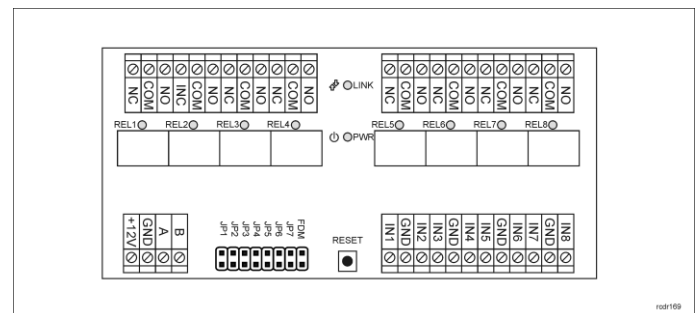 NC COM NO INC COM NO NC COM NO NC COM NO
NC COM NO NC COM NO NC COM NO NC COM NO
LINK
REL1 REL2 REL3 REL4
PWR
REL5 REL6 REL7 REL8
+12V GND A B
JP1 JP2 JP3 JP4 JP5 JP6 JP7 FDM
RESET
IN1 GND IN2 IN3 GND IN4 IN5 GND IN6 IN7 GND IN8
rcdr169